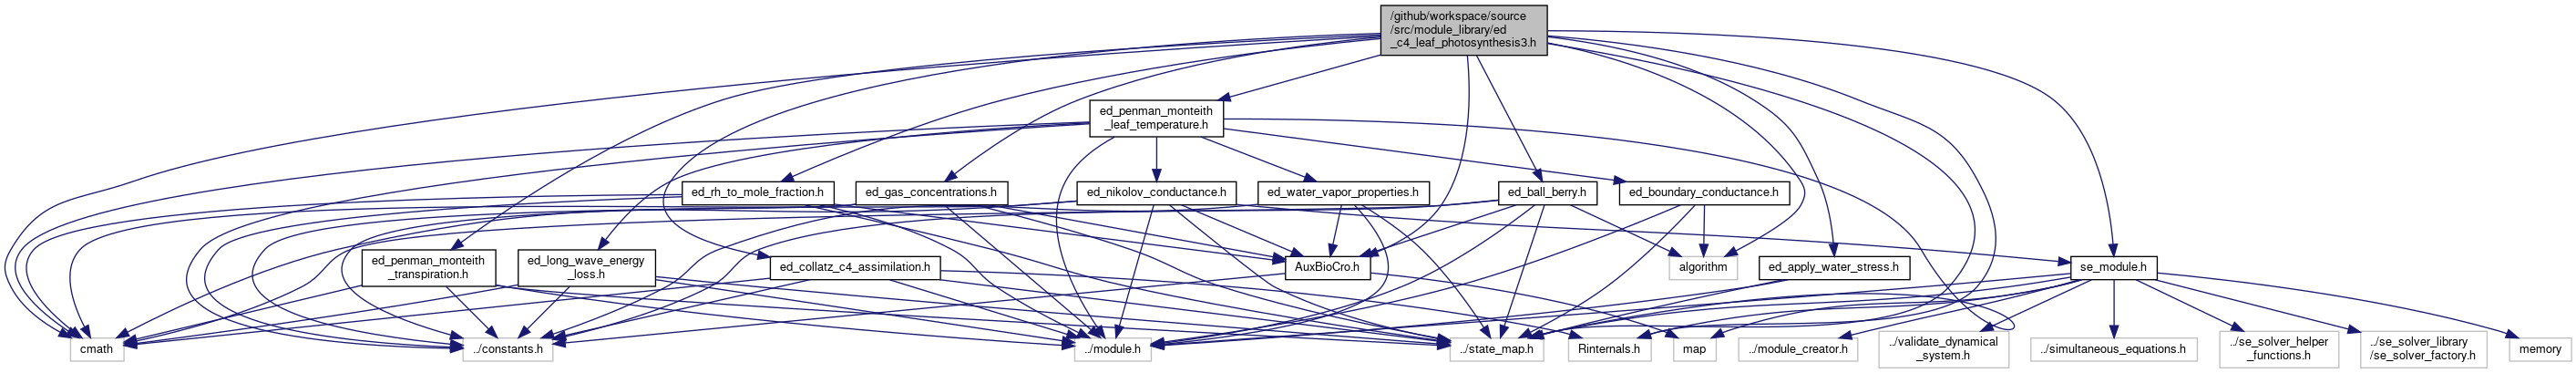 /github/workspace/source
/src/module_library/ed
_c4_leaf_photosynthesis3.h
ed_penman_monteith
_leaf_temperature.h
ed_rh_to_mole_fraction.h
ed_gas_concentrations.h
ed_nikolov_conductance.h
ed_water_vapor_properties.h
ed_ball_berry.h
ed_boundary_conductance.h
ed_penman_monteith
_transpiration.h
ed_long_wave_energy
_loss.h
ed_collatz_c4_assimilation.h
AuxBioCro.h
algorithm
ed_apply_water_stress.h
se_module.h
cmath
../constants.h
../module.h
../state_map.h
Rinternals.h
map
../module_creator.h
../validate_dynamical
_system.h
../simultaneous_equations.h
../se_solver_helper
_functions.h
../se_solver_library
/se_solver_factory.h
memory